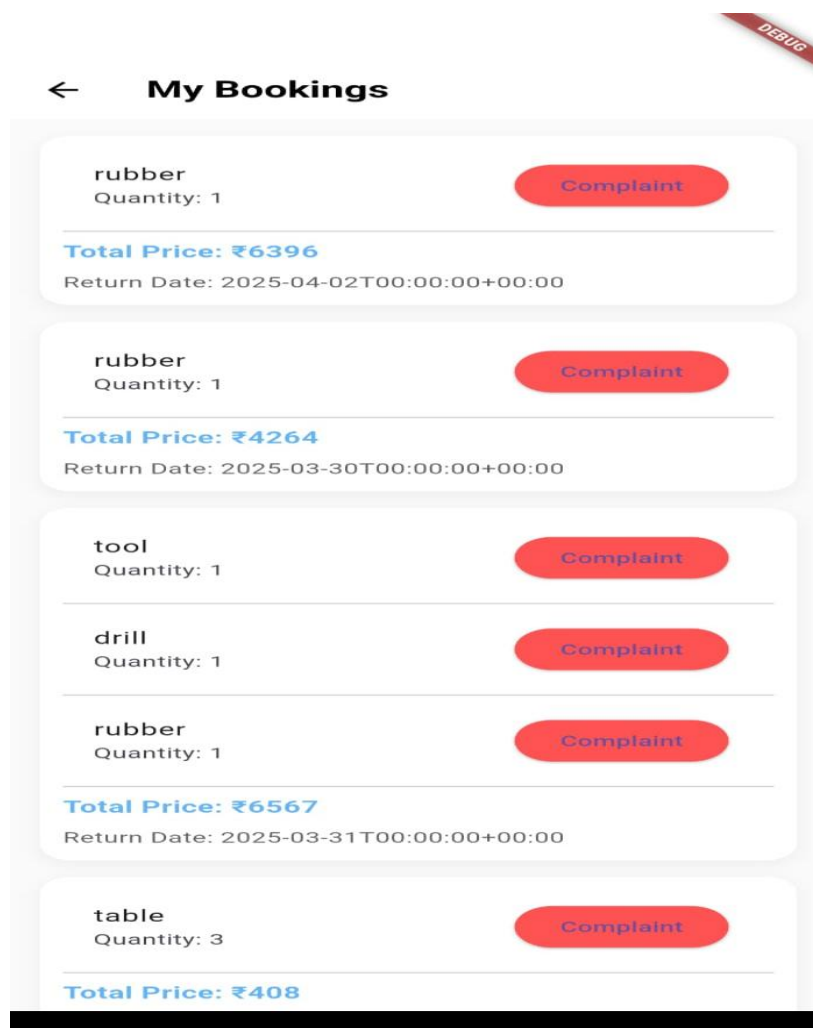 DEBUG
← My Bookings
rubber
Quantity: 1
Complaint
Total Price: ₹6396
Return Date: 2025-04-02T00:00:00+00:00
rubber
Quantity: 1
Complaint
Total Price: ₹4264
Return Date: 2025-03-30T00:00:00+00:00
tool
Quantity: 1
Complaint
drill
Quantity: 1
Complaint
rubber
Quantity: 1
Complaint
Total Price: ₹6567
Return Date: 2025-03-31T00:00:00+00:00
table
Quantity: 3
Complaint
Total Price: ₹408